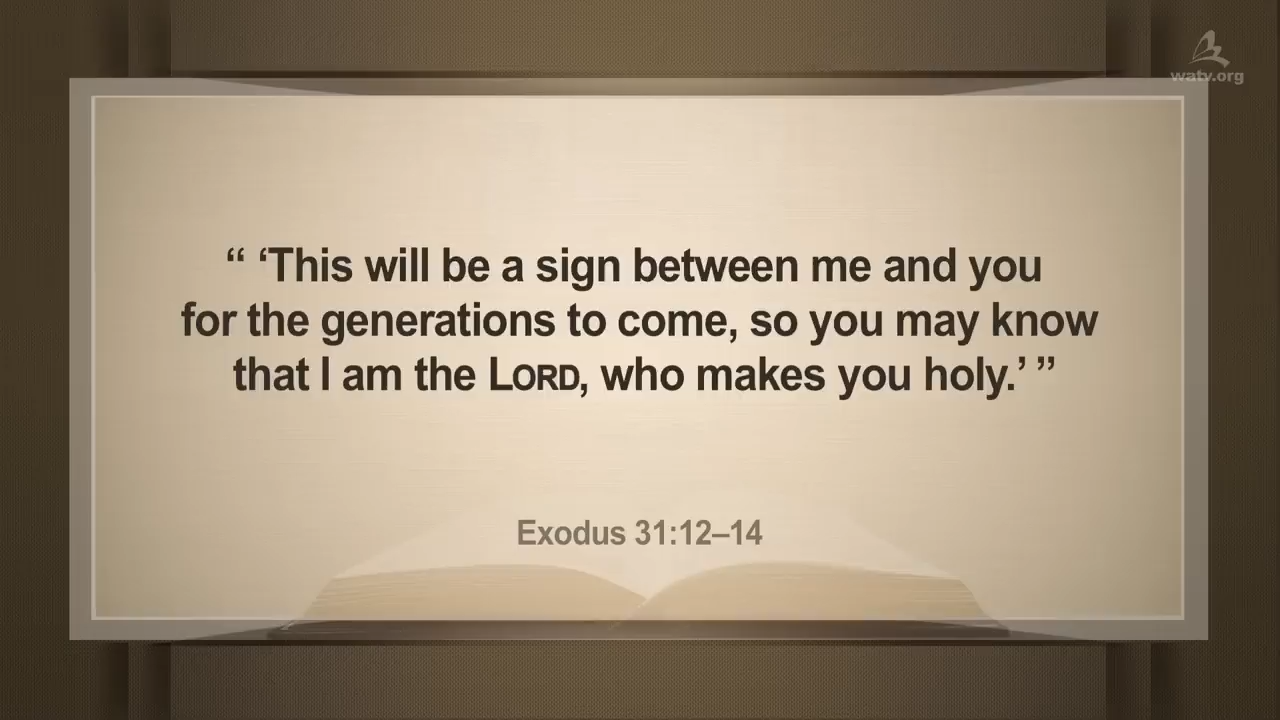 watv.org
“ ‘This will be a sign between me and you
for the generations to come, so you may know
that I am the LORD, who makes you holy.’ ”
Exodus 31:12–14